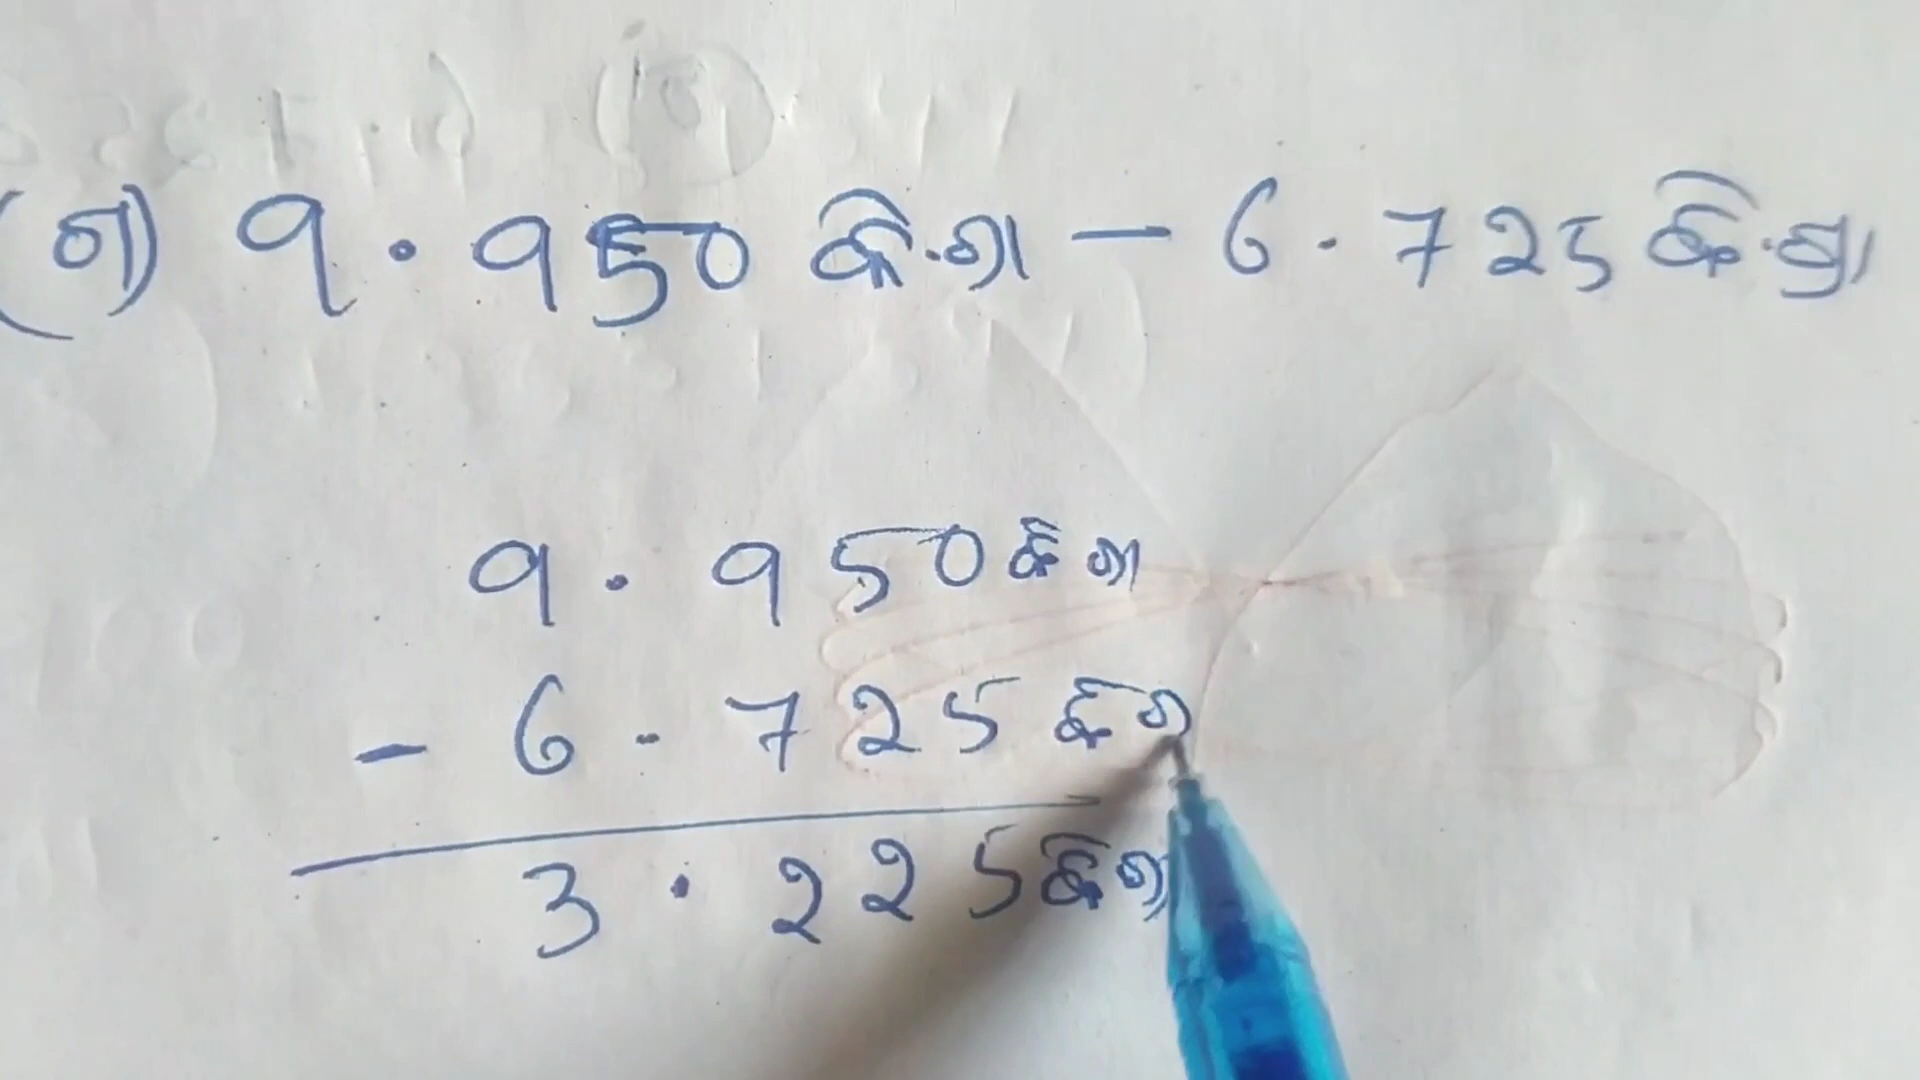 (ଗ) 9.950 କି.ଗ୍ରା - 6.725 କି.ଗ୍ରା
9.950 କି ଗ୍ରା
- 6.725 କି ଗ୍ରା
3.225 କି ଗ୍ରା